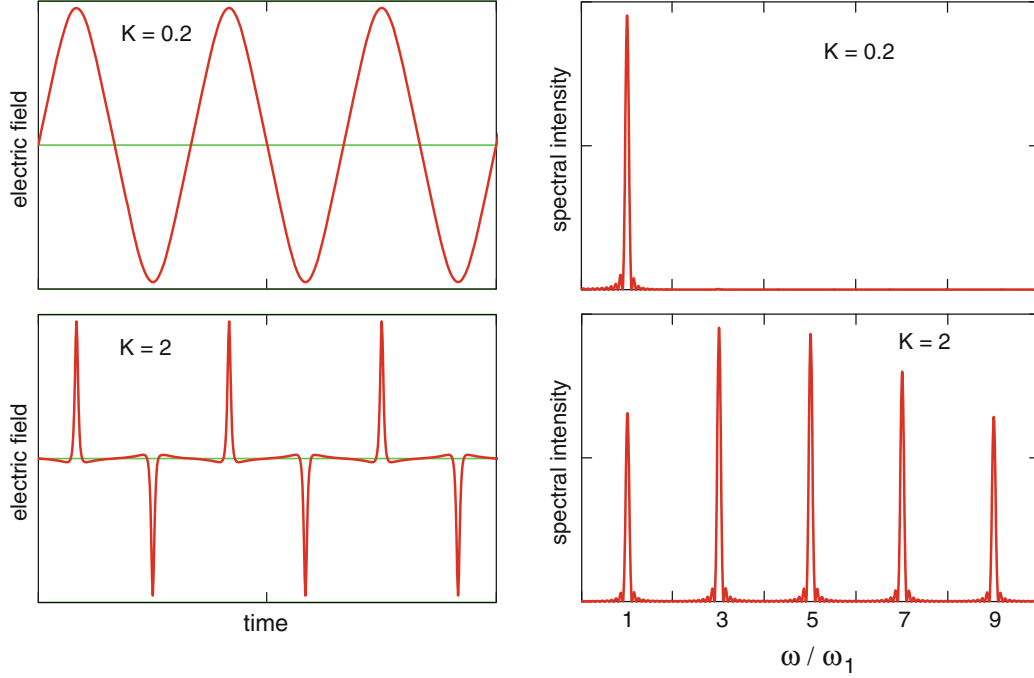 electric field
K = 0.2
spectral intensity
K = 0.2
electric field
K = 2
time
spectral intensity
K = 2
1 3 5 7 9
ω / ω₁